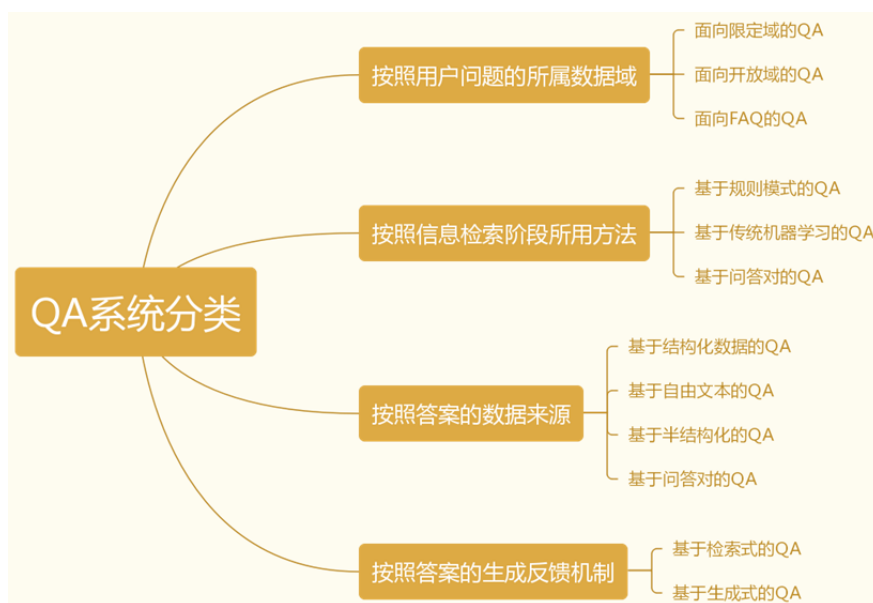 QA系统分类
按照用户问题的所属数据域
面向限定域的QA
面向开放域的QA
面向FAQ的QA
按照信息检索阶段所用方法
基于规则模式的QA
基于传统机器学习的QA
基于问答对的QA
按照答案的数据来源
基于结构化数据的QA
基于自由文本的QA
基于半结构化的QA
基于问答对的QA
按照答案的生成反馈机制
基于检索式的QA
基于生成式的QA